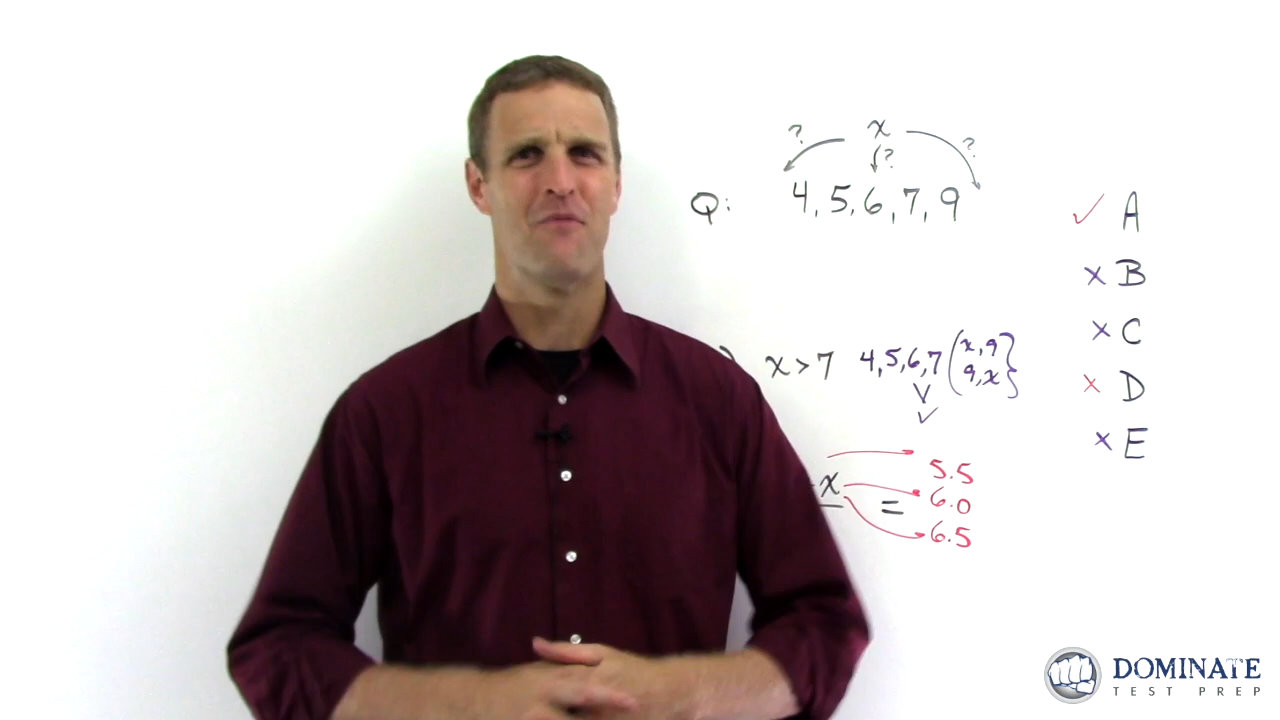 ? x ? ?
Q: 4, 5, 6, 7, 9
✓ A
x B
) x > 7 4, 5, 6, 7 { x, 9 }
9, x
✓
x C
x D
x E
x = 5.5
6.0
6.5
DOMINATE
TEST PREP